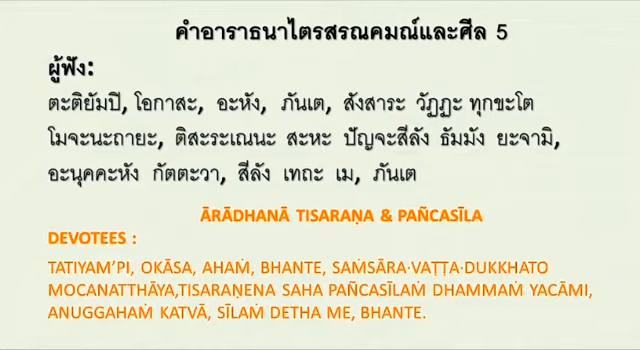 คำอาราธนาไตรสรณคมณ์และศีล 5
ผู้ฟัง:
ตะติยัมปิ, โอกาสะ, อะหัง, ภันเต, สังสาระ วัฏฏะ ทุกขะโต
โมจะนะถายะ, ติสะระเณนะ สะหะ ปัญจะสีลัง ธัมมัง ยะจามิ,
อะนุคคะหัง กัตตะวา, สีลัง เทถะ เม, ภันเต
ĀRĀDHANĀ TISARAṆA & PAÑCASĪLA
DEVOTEES :
TATIYAM’PI, OKĀSA, AHAṀ, BHANTE, SAṀSĀRA·VAṬṬA·DUKKHATO
MOCANATTHĀYA,TISARAṆENA SAHA PAÑCASILAṀ DHAMMAṀ YACĀMI,
ANUGGAHAṀ KATVĀ, SĪLAṀ DETHA ME, BHANTE.